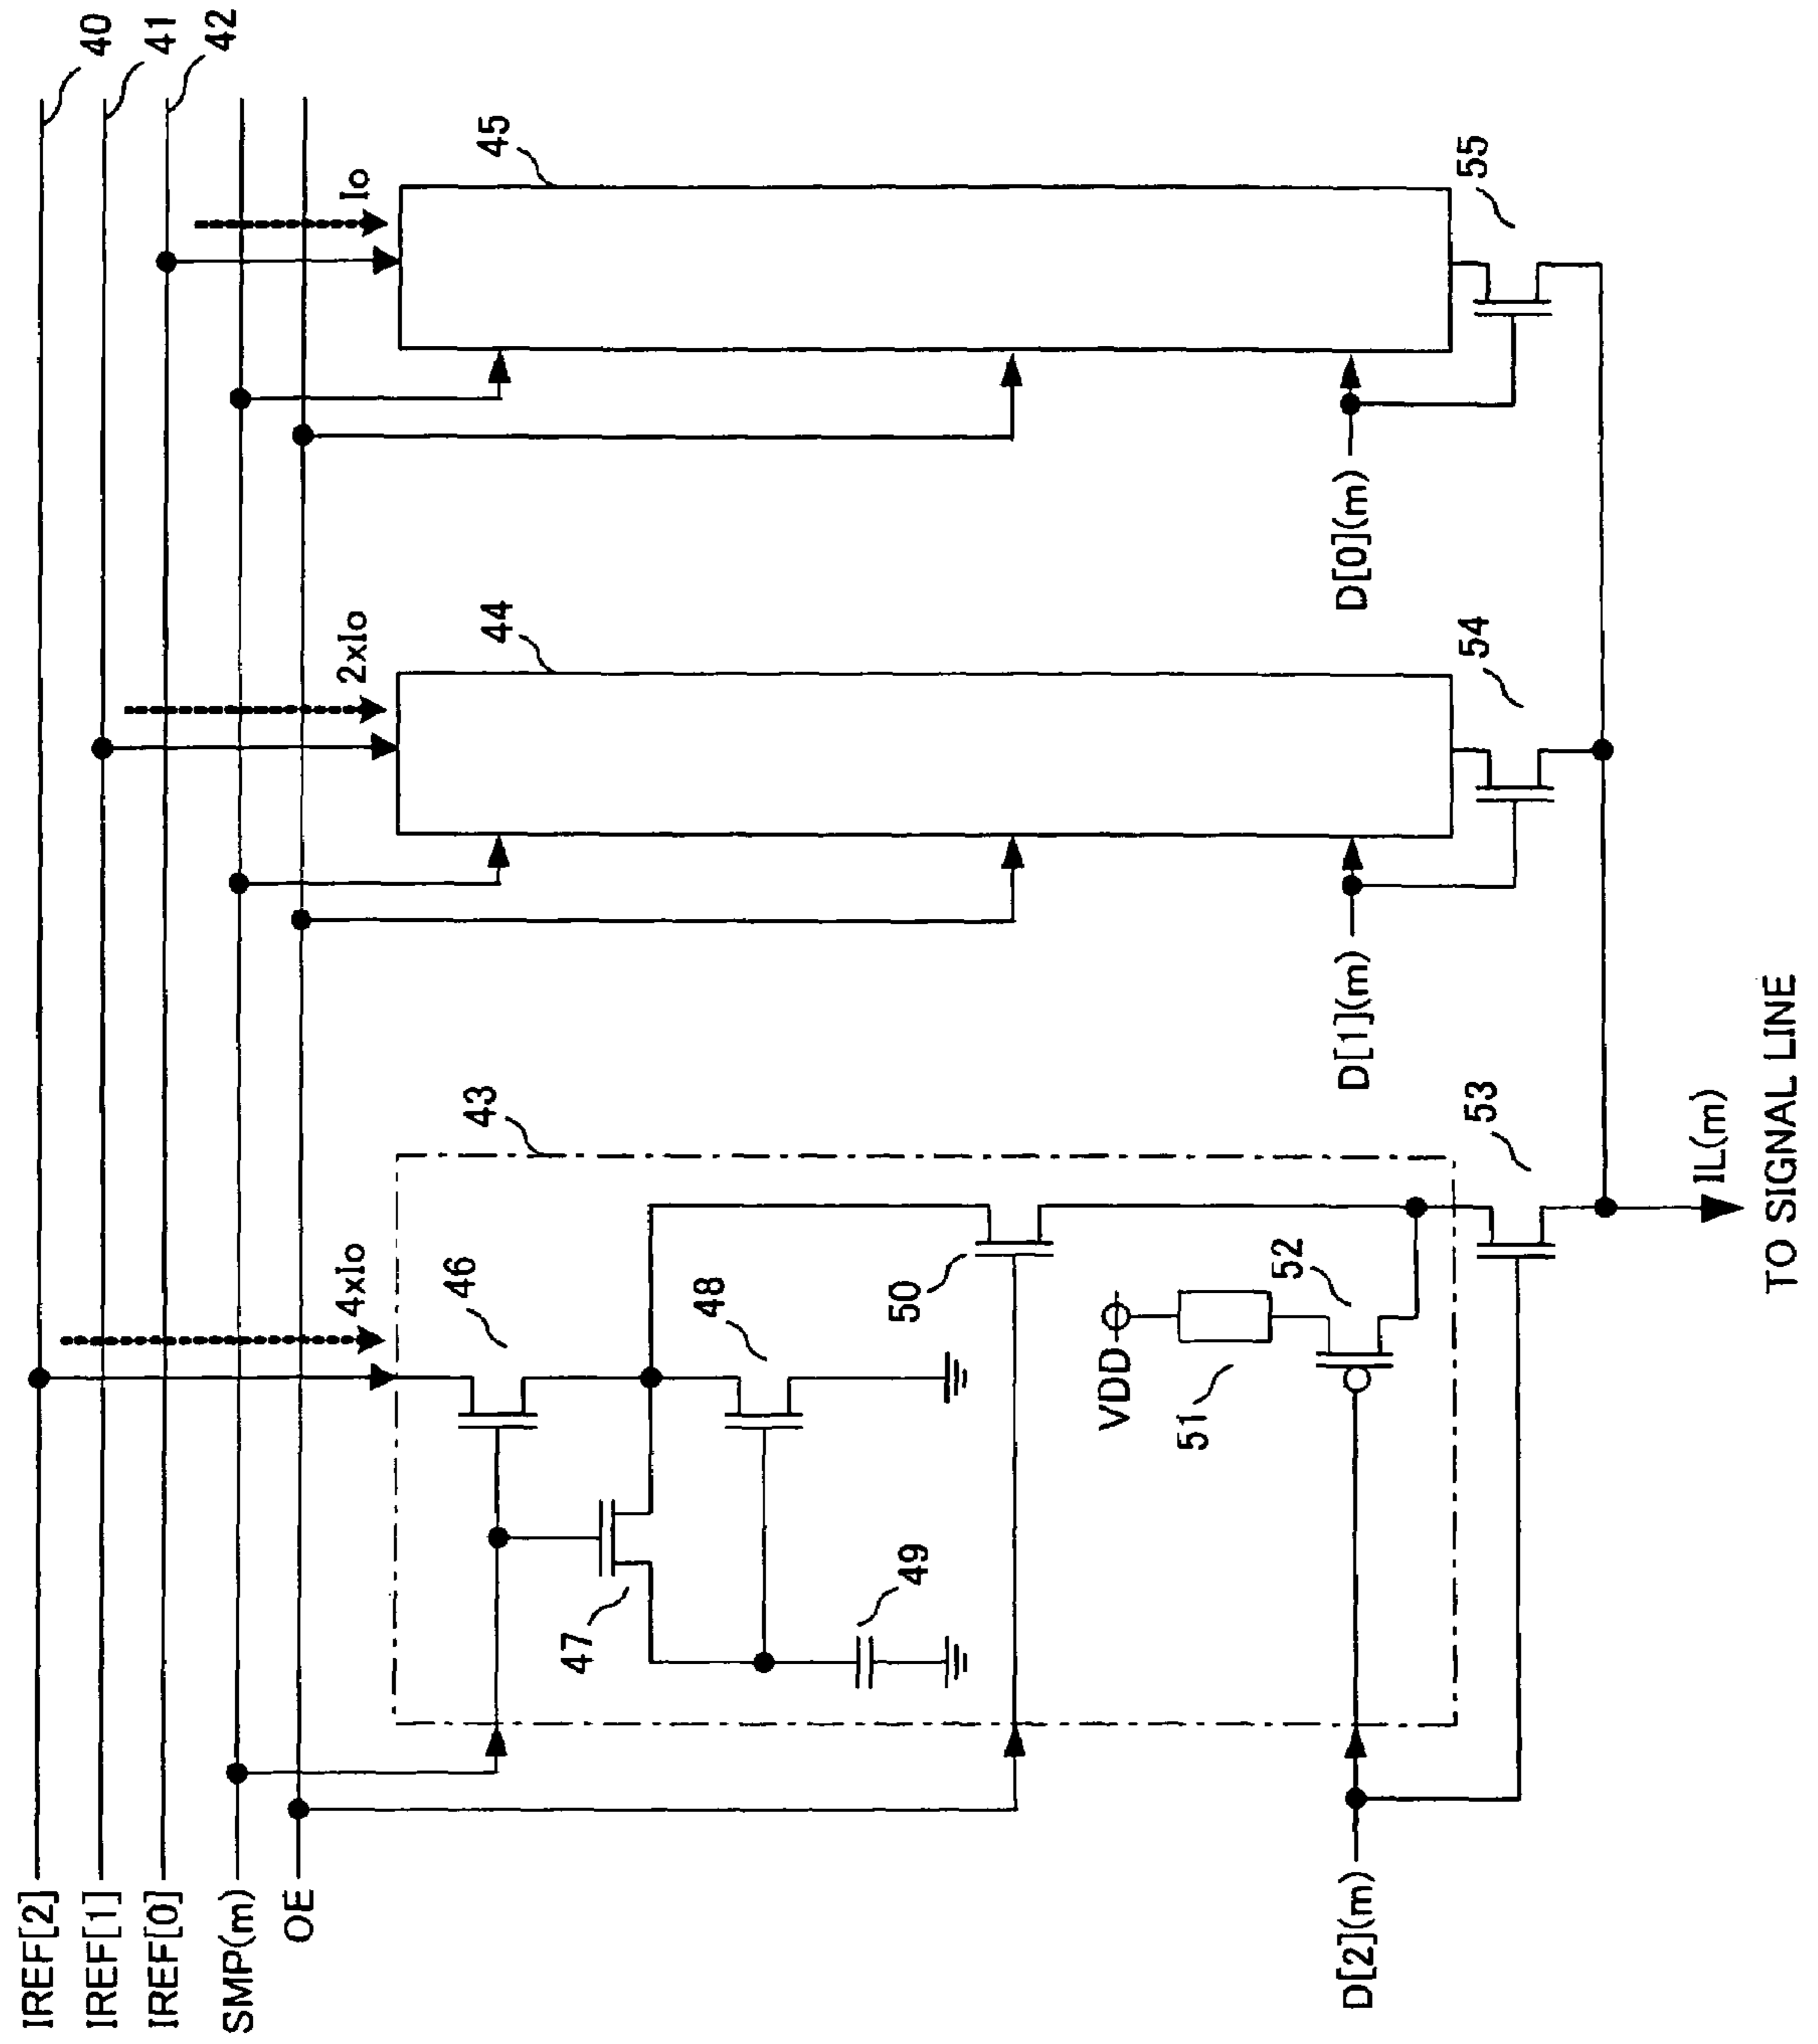 IREF[2]
IREF[1]
IREF[0]
SMP(m)
OE
40
41
42
4xIo
2xIo
Io
43
44
45
46
47
48
49
50
VDD
51
52
D[2](m)
D[1](m)
D[0](m)
53
54
55
IL(m)
TO SIGNAL LINE